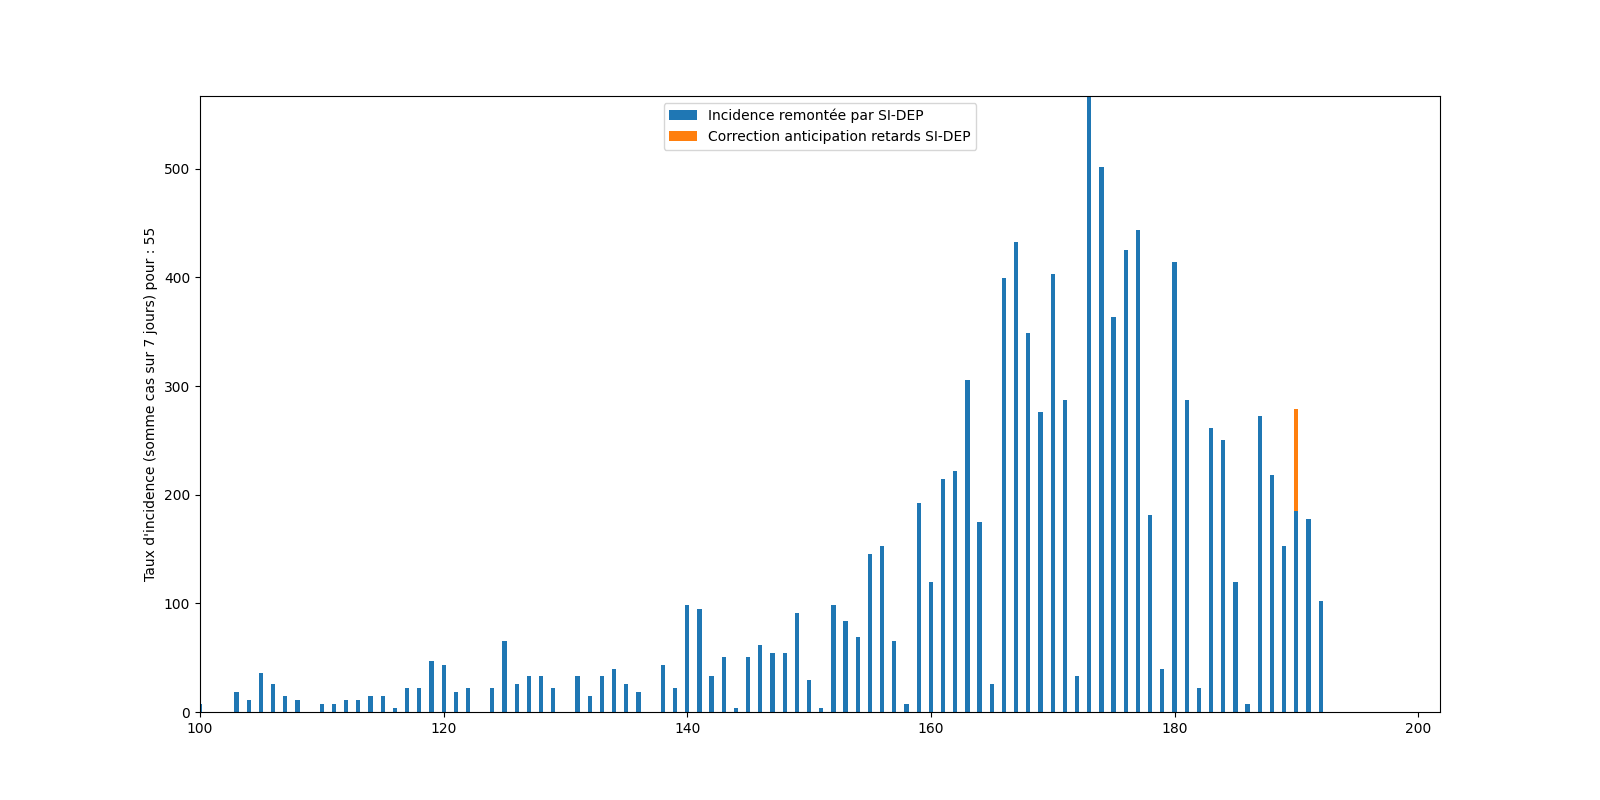 Incidence remontée par SI-DEP
Correction anticipation retards SI-DEP
Taux d'incidence (somme cas sur 7 jours) pour : 55
500
400
300
200
100
0
100 120 140 160 180 200